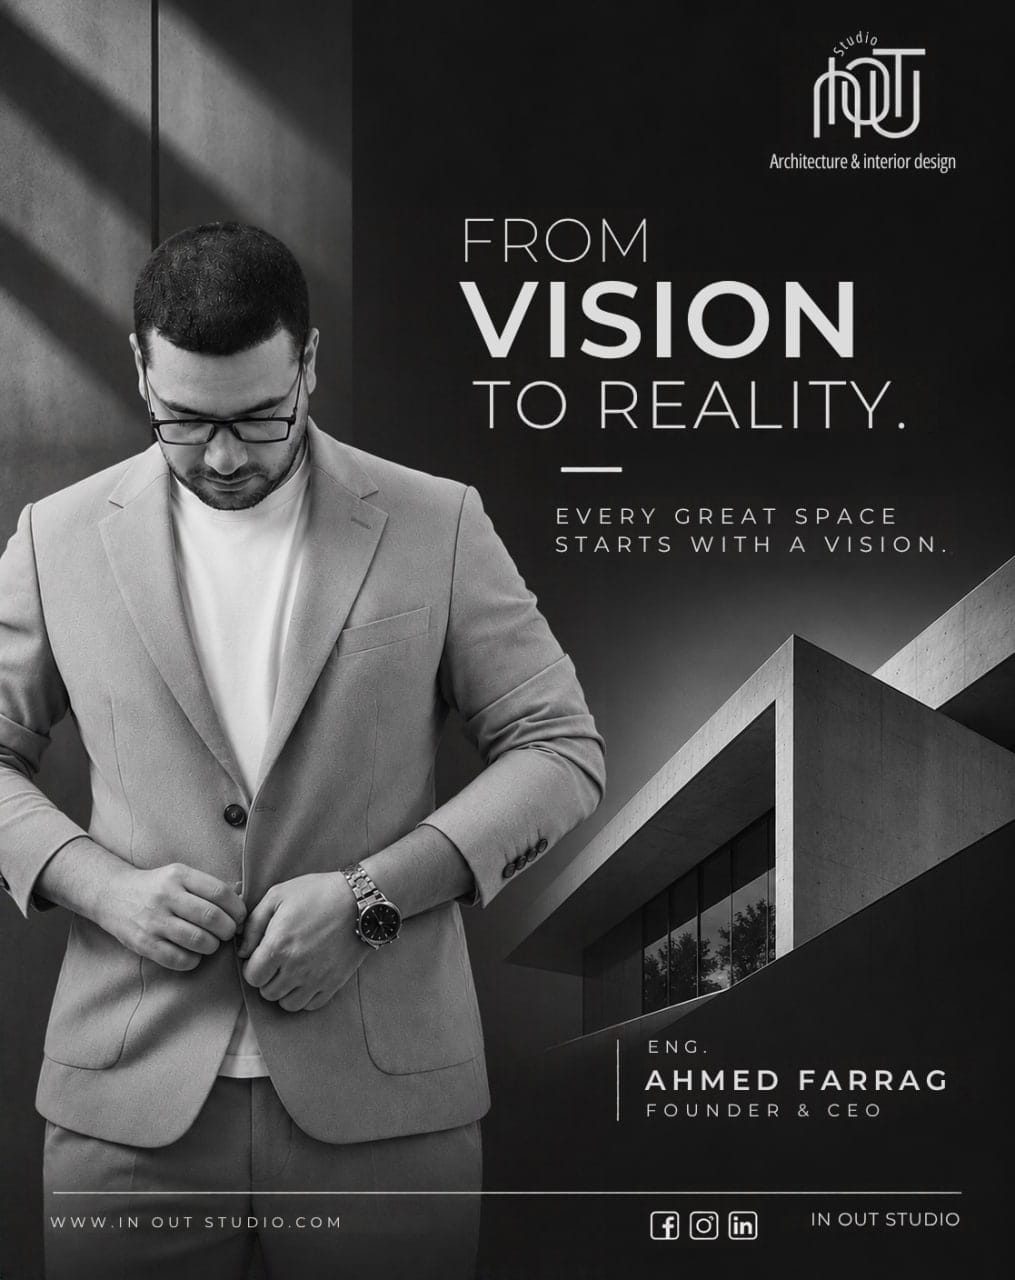 Studio
INOUT
Architecture & interior design
FROM
VISION
TO REALITY.
EVERY GREAT SPACE
STARTS WITH A VISION.
ENG.
AHMED FARRAG
FOUNDER & CEO
WWW.IN OUT STUDIO.COM
IN OUT STUDIO